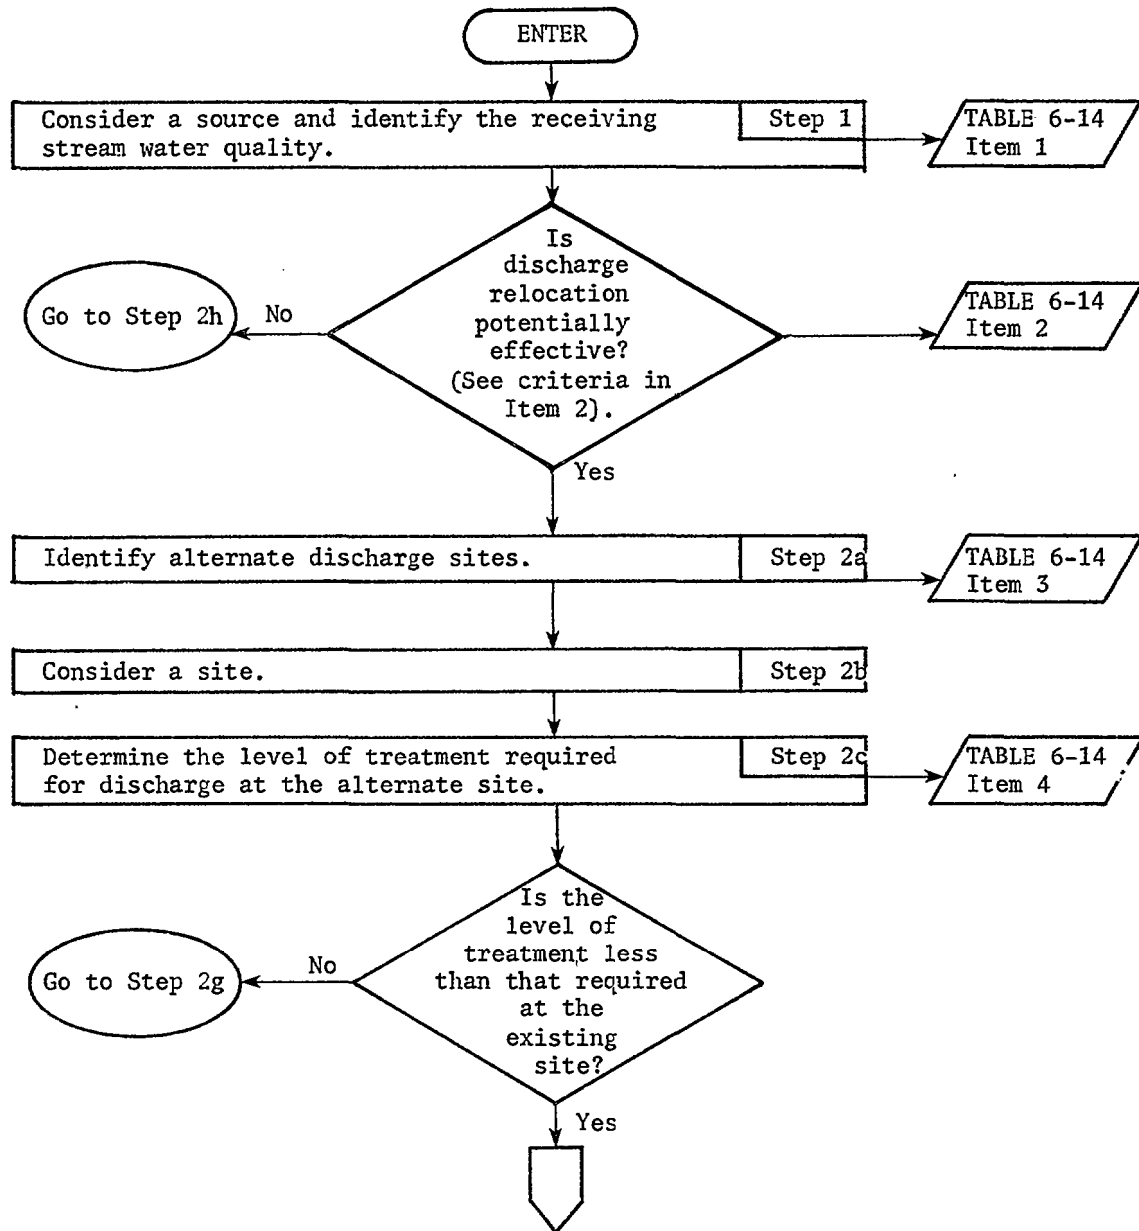 ENTER
Consider a source and identify the receiving
stream water quality.
Step 1
TABLE 6-14
Item 1
Is
discharge
relocation
potentially
effective?
(See criteria in
Item 2).
No
Go to Step 2h
TABLE 6-14
Item 2
Yes
Identify alternate discharge sites.
Step 2a
TABLE 6-14
Item 3
Consider a site.
Step 2b
Determine the level of treatment required
for discharge at the alternate site.
Step 2c
TABLE 6-14
Item 4
Is the
level of
treatment less
than that required
at the
existing
site?
No
Go to Step 2g
Yes